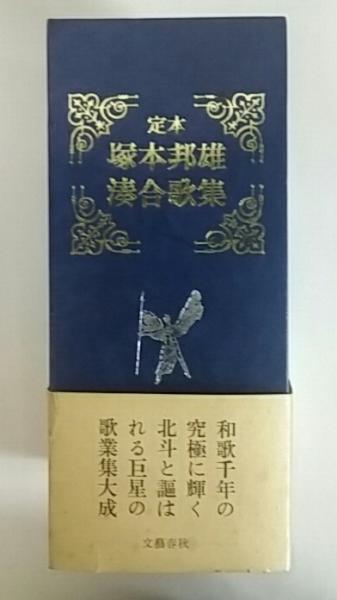 定本
塚本邦雄
湊合歌集
和歌千年の
究極に輝く
北斗と謳は
れる巨星の
歌業集大成
文藝春秋